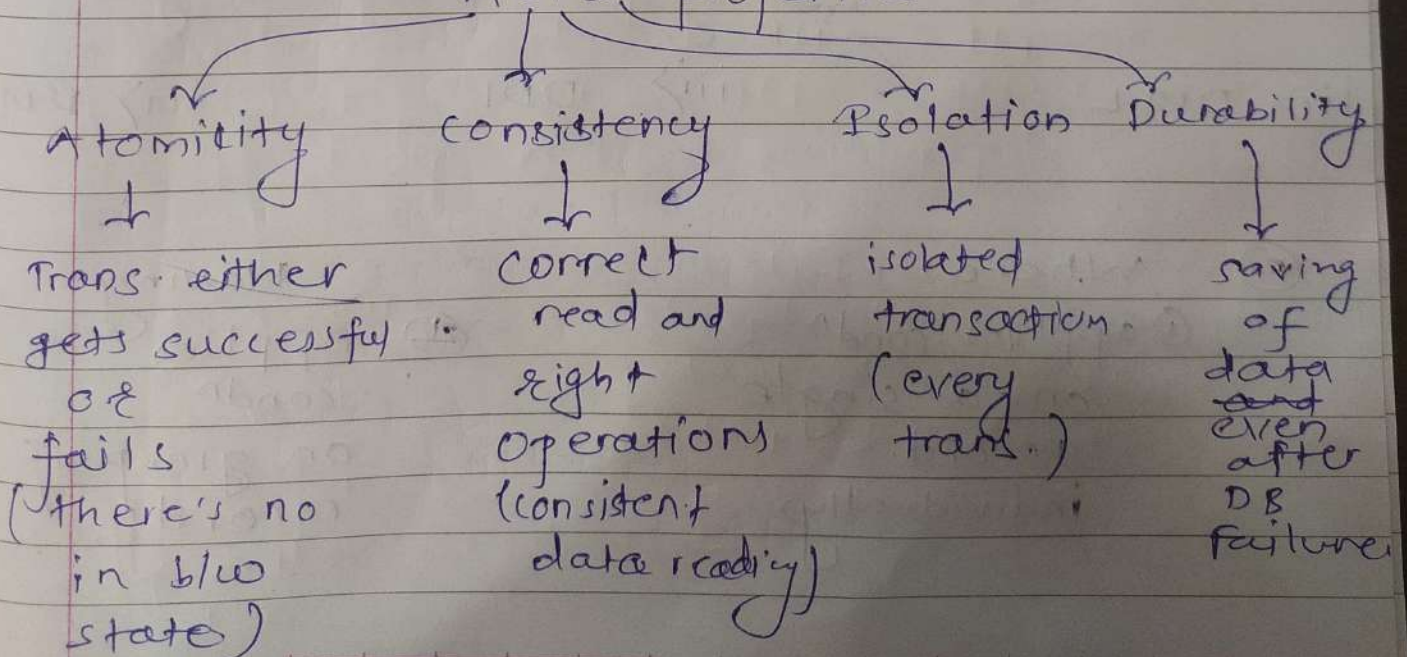 Atomicity
Consistency
Isolation
Durability
Trans. either
gets successful
or
fails
(there's no
in b/w
state)
correct
read and
right
operations
(consistent
data reading)
isolated
transaction.
(every
trans.)
saving
of
data
and
even
after
DB
failure